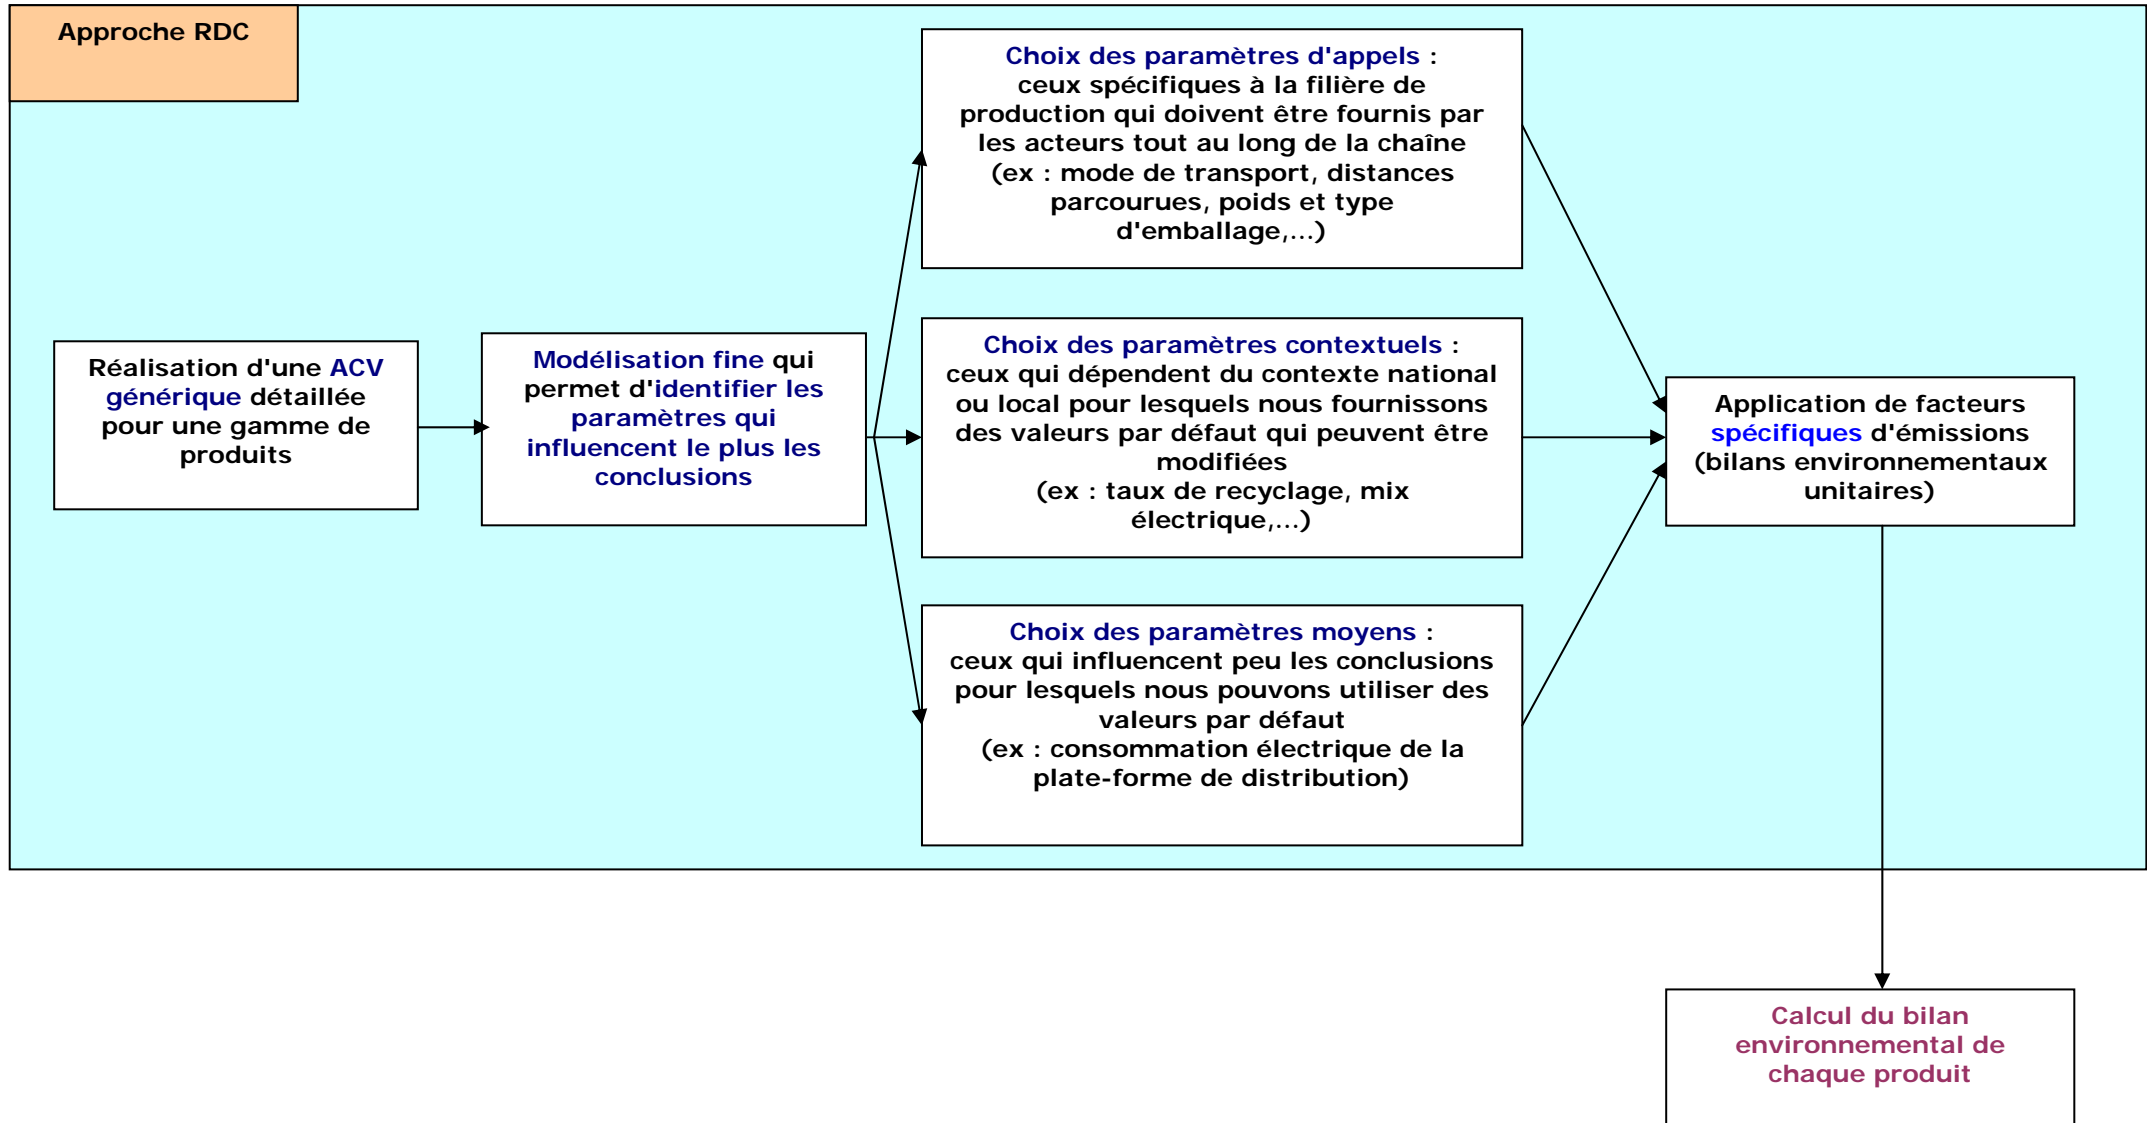 Approche RDC
Choix des paramètres d'appels :
ceux spécifiques à la filière de
production qui doivent être fournis par
les acteurs tout au long de la chaîne
(ex : mode de transport, distances
parcourues, poids et type
d'emballage,...)
Réalisation d'une ACV
générique détaillée
pour une gamme de
produits
Modélisation fine qui
permet d'identifier les
paramètres qui
influencent le plus les
conclusions
Choix des paramètres contextuels :
ceux qui dépendent du contexte national
ou local pour lesquels nous fournissons
des valeurs par défaut qui peuvent être
modifiées
(ex : taux de recyclage, mix
électrique,...)
Application de facteurs
spécifiques d'émissions
(bilans environnementaux
unitaires)
Choix des paramètres moyens :
ceux qui influencent peu les conclusions
pour lesquels nous pouvons utiliser des
valeurs par défaut
(ex : consommation électrique de la
plate-forme de distribution)
Calcul du bilan
environnemental de
chaque produit